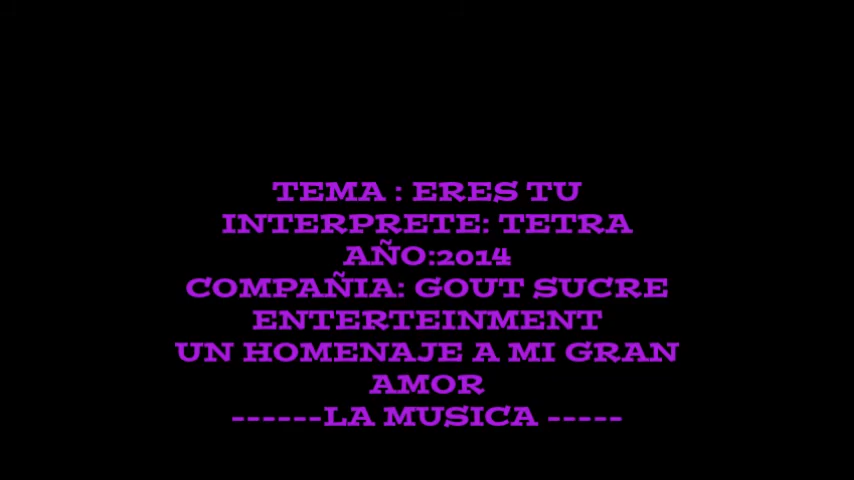 TEMA : ERES TU
INTERPRETE: TETRA
AÑO:2014
COMPAÑIA: GOUT SUCRE
ENTERTEINMENT
UN HOMENAJE A MI GRAN
AMOR
------LA MUSICA -----